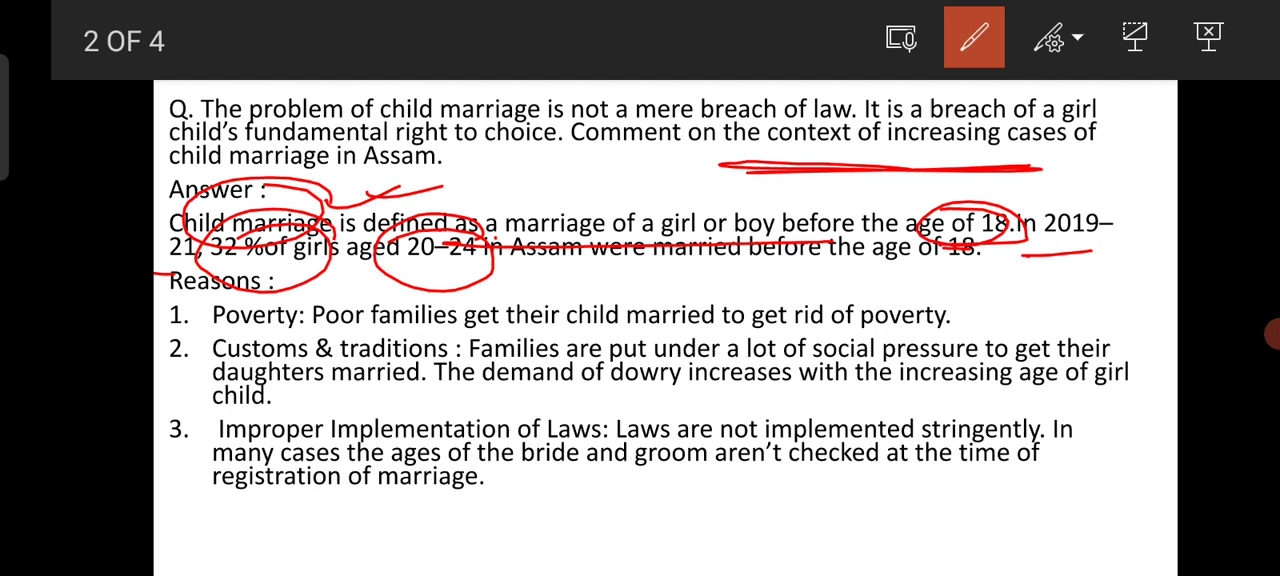 2 OF 4
Q. The problem of child marriage is not a mere breach of law. It is a breach of a girl
child's fundamental right to choice. Comment on the context of increasing cases of
child marriage in Assam.
Answer :
Child marriage is defined as a marriage of a girl or boy before the age of 18.In 2019–
21, 32 %of girls aged 20–24 in Assam were married before the age of 18.
Reasons :
1. Poverty: Poor families get their child married to get rid of poverty.
2. Customs & traditions : Families are put under a lot of social pressure to get their
daughters married. The demand of dowry increases with the increasing age of girl
child.
3. Improper Implementation of Laws: Laws are not implemented stringently. In
many cases the ages of the bride and groom aren't checked at the time of
registration of marriage.